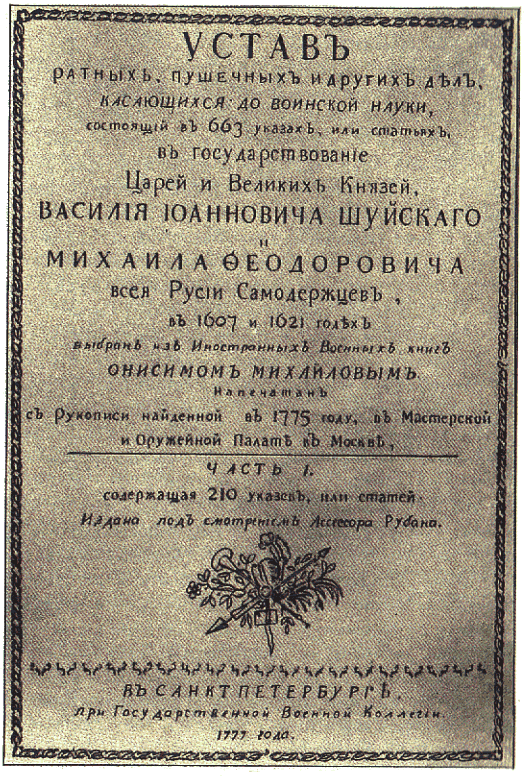 УСТАВЪ
РАТНЫХЪ, ПУШЕЧНЫХЪ И ДРУГИХЪ ДѢЛЪ,
КАСАЮЩИХСЯ ДО ВОИНСКОЙ НАУКИ,
состоящiй въ 663 указахъ, или статьяхъ,
въ государствованiе
Царей и Великихъ Князей,
ВАСИЛIЯ IОАННОВИЧА ШУЙСКАГО
и
МИХАИЛА ѲЕОДОРОВИЧА
всея Русiи Самодержцевъ,
въ 1607 и 1621 годѣхъ
выбранъ изъ Иностранныхъ Военныхъ книгъ
ОНИСИМОМЪ МИХАЙЛОВЫМЪ.
Напечатанъ
съ Рукописи найденной въ 1775 году, въ Мастерской
и Оружейной Палатѣ въ Москвѣ,
ЧАСТЬ I.
содержащая 210 указовъ, или статей.
Издана подъ смотренiемъ Ассесора Рубана.
ВЪ САНКТПЕТЕРБУРГѢ,
при Государственной Военной Коллегiи.
1777 года.